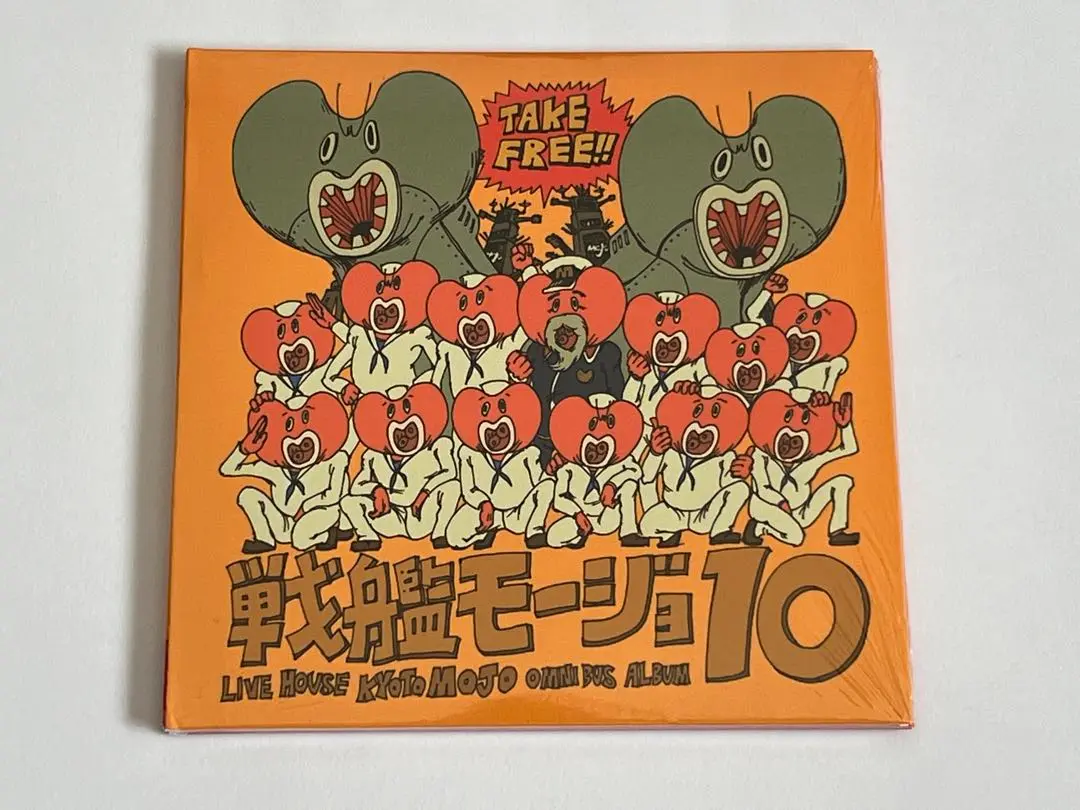 TAKE
FREE!!
M
戦艦モージョ10
LIVE HOUSE KYOTO MOJO OMNIBUS ALBUM